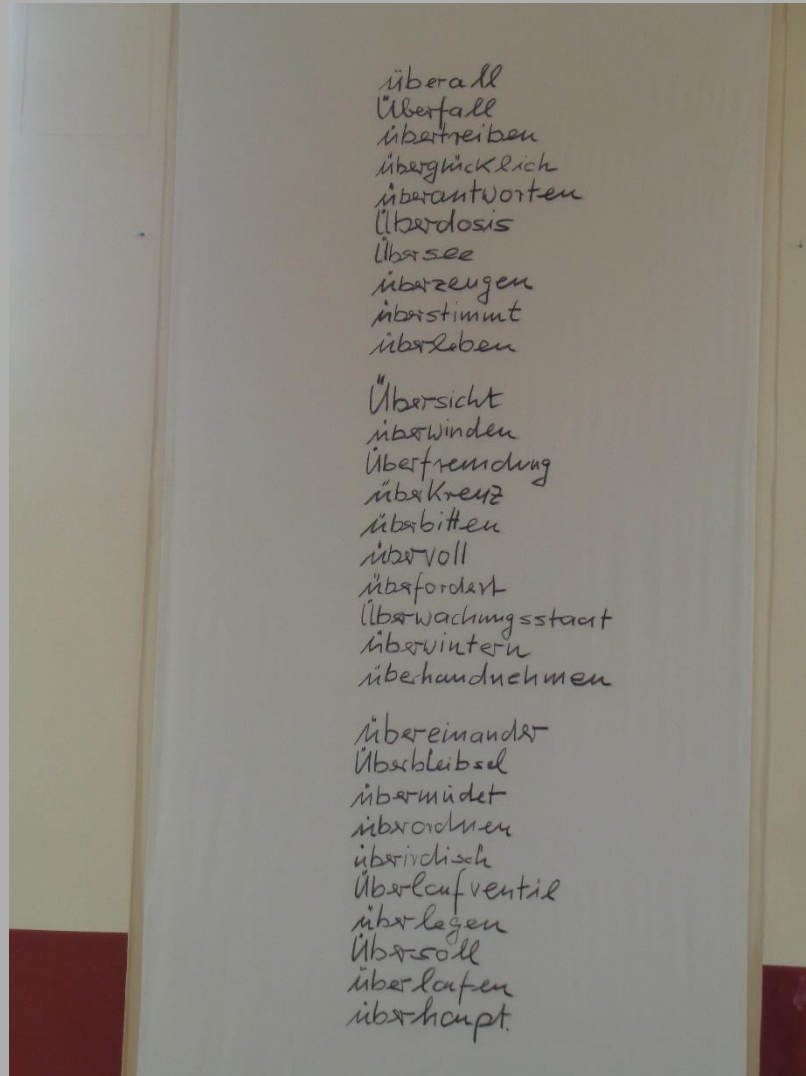 überall
Überfall
übertreiben
überglücklich
überantworten
Überdosis
Übersee
überzeugen
überstimmt
überleben
Übersicht
überwinden
Überfremdung
überKreuz
überbitten
übervoll
überfordert
Überwachungsstaat
überwintern
überhandnehmen
übereinander
Überbleibsel
übermüdet
überordnen
überirdisch
Überlaufventil
überlegen
Übersoll
überlaufen
überhaupt.